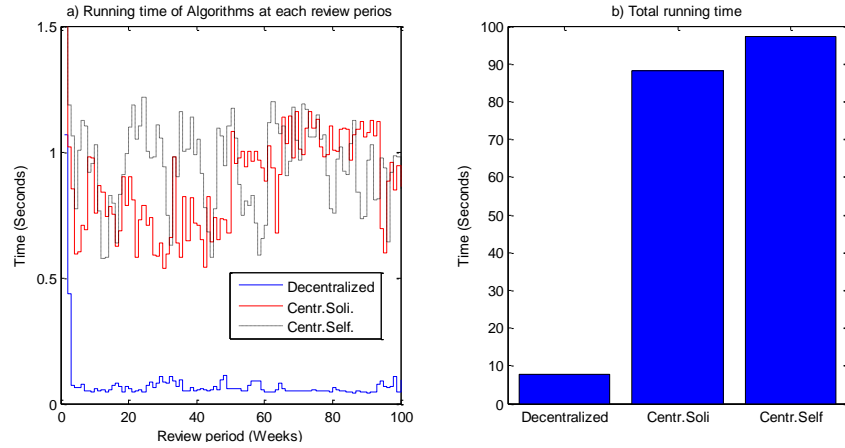 a) Running time of Algorithms at each review perios
1.5
1
0.5
0
Time (Seconds)
Decentralized
Centr.Soli.
Centr.Self.
0 20 40 60 80 100
Review period (Weeks)
b) Total running time
100
90
80
70
60
50
40
30
20
10
0
Time (Seconds)
Decentralized Centr.Soli Centr.Self